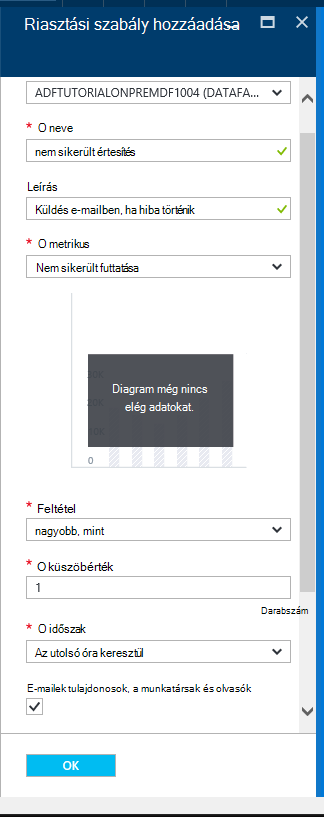 Riasztási szabály hozzáadása
ADFTUTORIALONPREMDF1004 (DATAFA...
* O neve
nem sikerült értesítés
Leírás
Küldés e-mailben, ha hiba történik
* O metrikus
Nem sikerült futtatása
Diagram még nincs
elég adatokat.
0
* Feltétel
nagyobb, mint
* O küszöbérték
1
Darabszám
* O időszak
Az utolsó óra keresztül
E-mailek tulajdonosok, a munkatársak és olvasók
OK